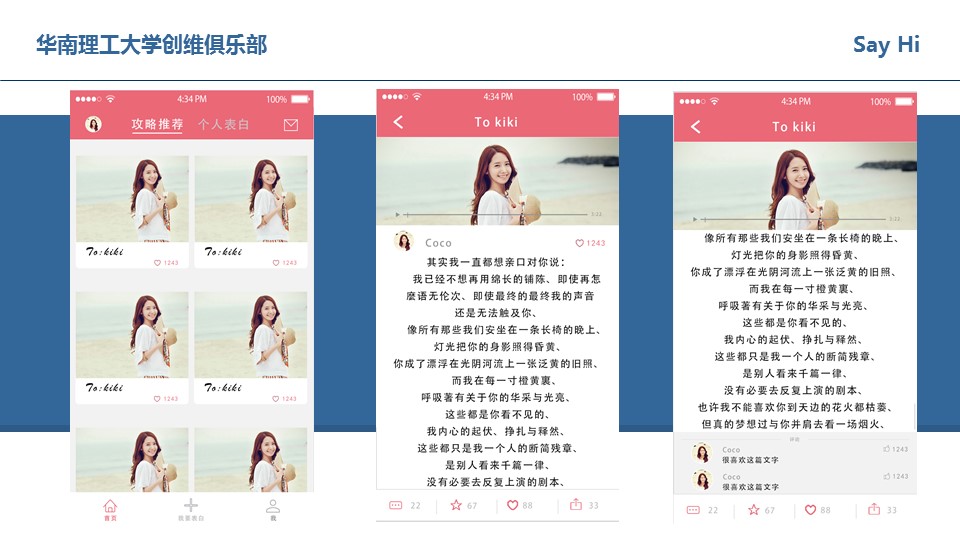 华南理工大学创维俱乐部
Say Hi
4:34 PM
100%
攻略推荐 个人表白
To:kiki
1243
To:kiki
1243
To:kiki
1243
To:kiki
1243
首页
我要表白
我
4:34 PM
100%
To kiki
3:21
Coco
1243
其实我一直都想亲口对你说：
我已经不想再用绵长的铺陈、即使再怎
麽语无伦次、即使最终的最终我的声音
还是无法触及你、
像所有那些我们安坐在一条长椅的晚上、
灯光把你的身影照得昏黄、
你成了漂浮在光阴河流上一张泛黄的旧照、
而我在每一寸橙黄裏、
呼吸著有关于你的华采与光亮、
这些都是你看不见的、
我内心的起伏、挣扎与释然、
这些都只是我一个人的断简残章、
是别人看来千篇一律、
没有必要去反复上演的剧本、
22
67
88
33
4:34 PM
100%
To kiki
3:21
像所有那些我们安坐在一条长椅的晚上、
灯光把你的身影照得昏黄、
你成了漂浮在光阴河流上一张泛黄的旧照、
而我在每一寸橙黄裏、
呼吸著有关于你的华采与光亮、
这些都是你看不见的、
我内心的起伏、挣扎与释然、
这些都只是我一个人的断简残章、
是别人看来千篇一律、
没有必要去反复上演的剧本、
也许我不能喜欢你到天边的花火都枯萎、
但真的梦想过与你并肩去看一场烟火、
评论
Coco
1243
很喜欢这篇文字
Coco
1243
很喜欢这篇文字
22
76
88
33